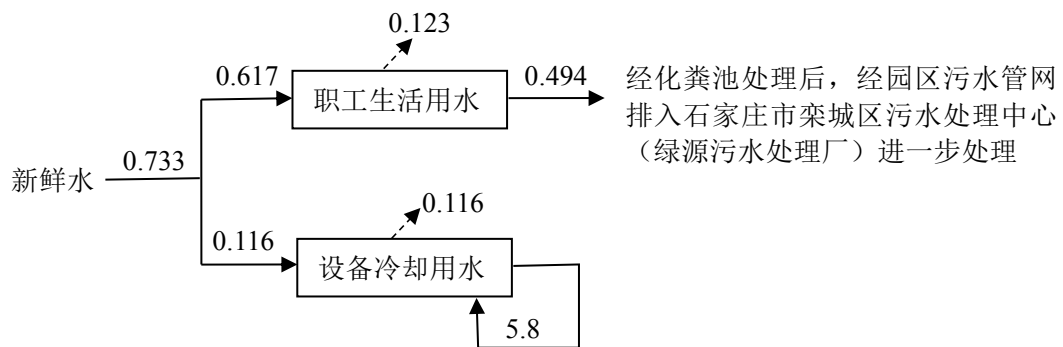 0.123
0.617
职工生活用水
0.494
经化粪池处理后，经园区污水管网
排入石家庄市栾城区污水处理中心
（绿源污水处理厂）进一步处理
新鲜水
0.733
0.116
0.116
设备冷却用水
5.8